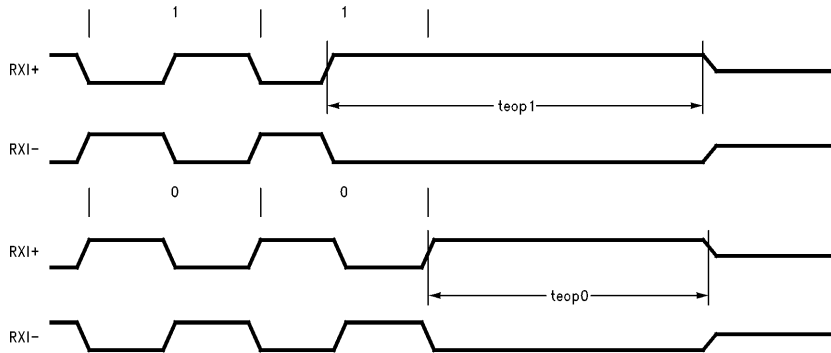 1 1
RXI+
teop1
RXI-
0 0
RXI+
teop0
RXI-